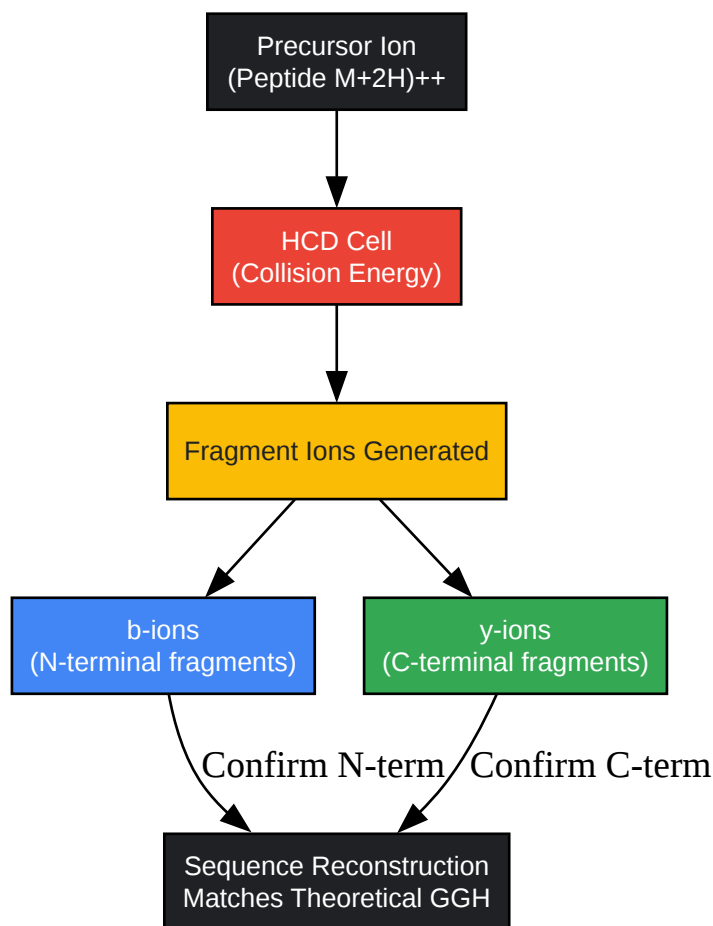 Precursor Ion
(Peptide M+2H)++
HCD Cell
(Collision Energy)
Fragment Ions Generated
b-ions
(N-terminal fragments)
y-ions
(C-terminal fragments)
Confirm N-term
Confirm C-term
Sequence Reconstruction
Matches Theoretical GGH